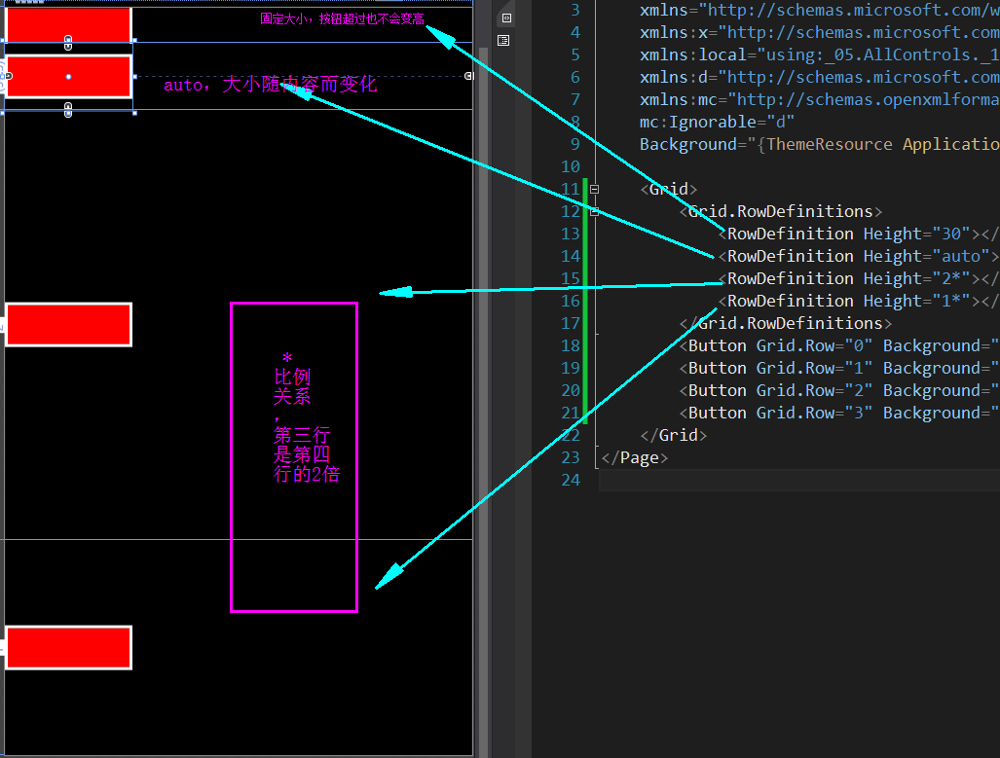 固定大小，按钮超过也不会变高
auto，大小随内容而变化
*
比例
关系
，
第三行
是第四
行的2倍
3 xmlns="http://schemas.microsoft.com/w
4 xmlns:x="http://schemas.microsoft.com
5 xmlns:local="using:_05.AllControls._1
6 xmlns:d="http://schemas.microsoft.com
7 xmlns:mc="http://schemas.openxmlforma
8 mc:Ignorable="d"
9 Background="{ThemeResource Applicatio
10
11 <Grid>
12 <Grid.RowDefinitions>
13 <RowDefinition Height="30"></
14 <RowDefinition Height="auto">
15 <RowDefinition Height="2*"></
16 <RowDefinition Height="1*"></
17 </Grid.RowDefinitions>
18 <Button Grid.Row="0" Background="
19 <Button Grid.Row="1" Background="
20 <Button Grid.Row="2" Background="
21 <Button Grid.Row="3" Background="
22 </Grid>
23 </Page>
24